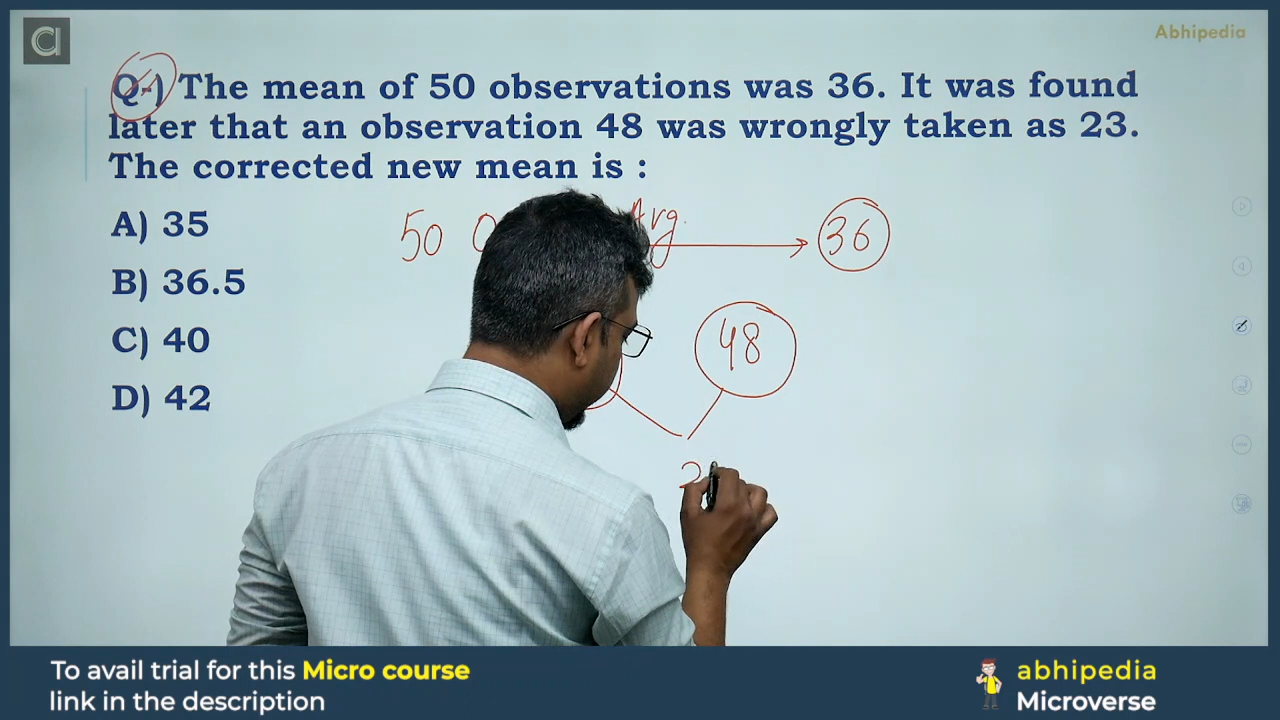 Abhipedia
Q-) The mean of 50 observations was 36. It was found
later that an observation 48 was wrongly taken as 23.
The corrected new mean is :
A) 35
B) 36.5
C) 40
D) 42
50
Avg.
36
48
2
To avail trial for this Micro course
link in the description
abhipedia
Microverse